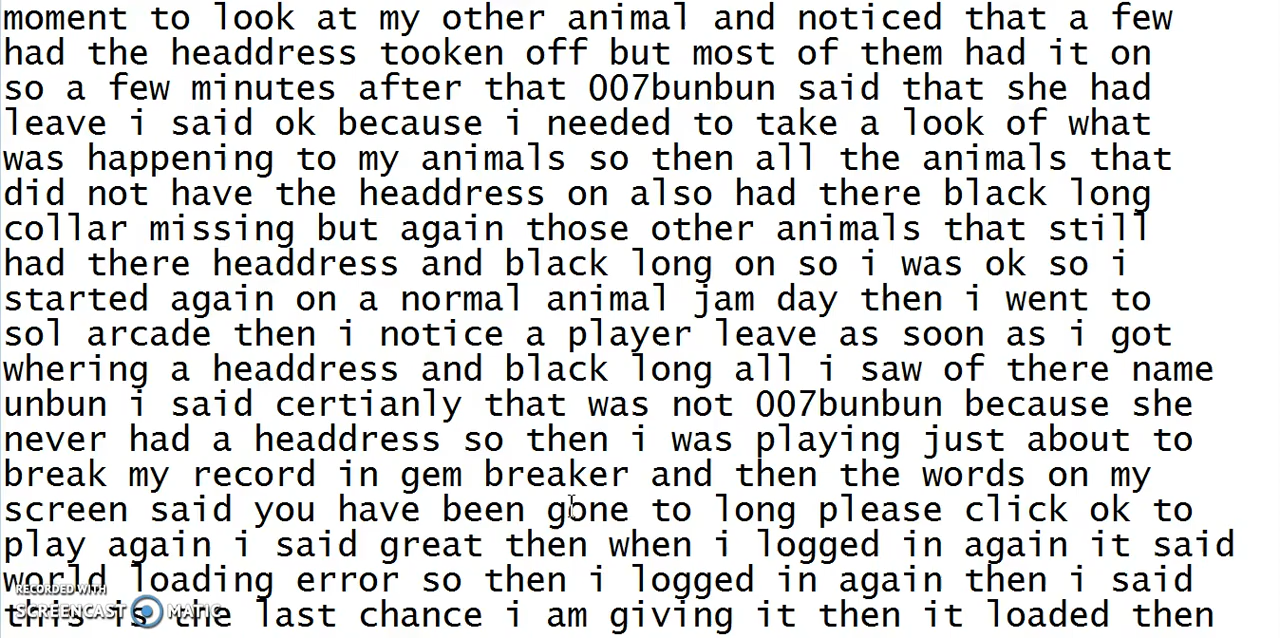 moment to look at my other animal and noticed that a few
had the headdress tooken off but most of them had it on
so a few minutes after that 007bunbun said that she had
leave i said ok because i needed to take a look of what
was happening to my animals so then all the animals that
did not have the headdress on also had there black long
collar missing but again those other animals that still
had there headdress and black long on so i was ok so i
started again on a normal animal jam day then i went to
sol arcade then i notice a player leave as soon as i got
whering a headdress and black long all i saw of there name
unbun i said certianly that was not 007bunbun because she
never had a headdress so then i was playing just about to
break my record in gem breaker and then the words on my
screen said you have been gone to long please click ok to
play again i said great then when i logged in again it said
world loading error so then i logged in again then i said
this is the last chance i am giving it then it loaded then
RECORDED WITH
SCREENCAST MATIC